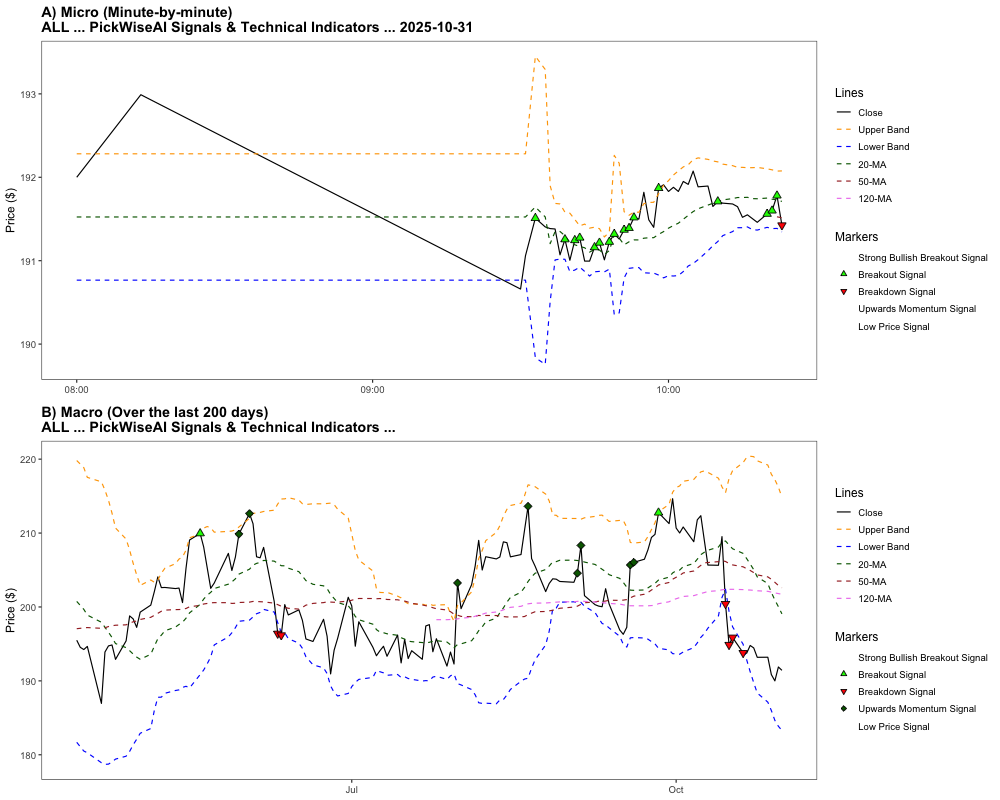 A) Micro (Minute-by-minute)
ALL ... PickWiseAI Signals & Technical Indicators ... 2025-10-31
Price ($)
193
192
191
190
08:00
09:00
10:00
Lines
Close
Upper Band
Lower Band
20-MA
50-MA
120-MA
Markers
Strong Bullish Breakout Signal
Breakout Signal
Breakdown Signal
Upwards Momentum Signal
Low Price Signal
B) Macro (Over the last 200 days)
ALL ... PickWiseAI Signals & Technical Indicators ...
Price ($)
220
210
200
190
180
Jul
Oct
Lines
Close
Upper Band
Lower Band
20-MA
50-MA
120-MA
Markers
Strong Bullish Breakout Signal
Breakout Signal
Breakdown Signal
Upwards Momentum Signal
Low Price Signal